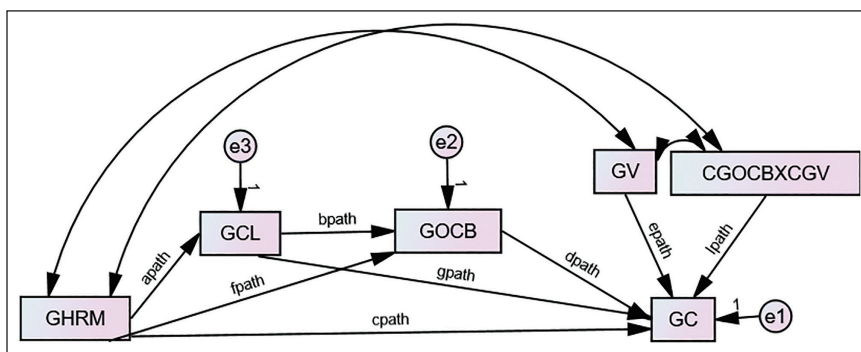 e3
e2
1
1
GV
CGOCBXCGV
GCL
bpath
GOCB
apath
fpath
gpath
dpath
epath
lpath
GHRM
cpath
GC
1
e1